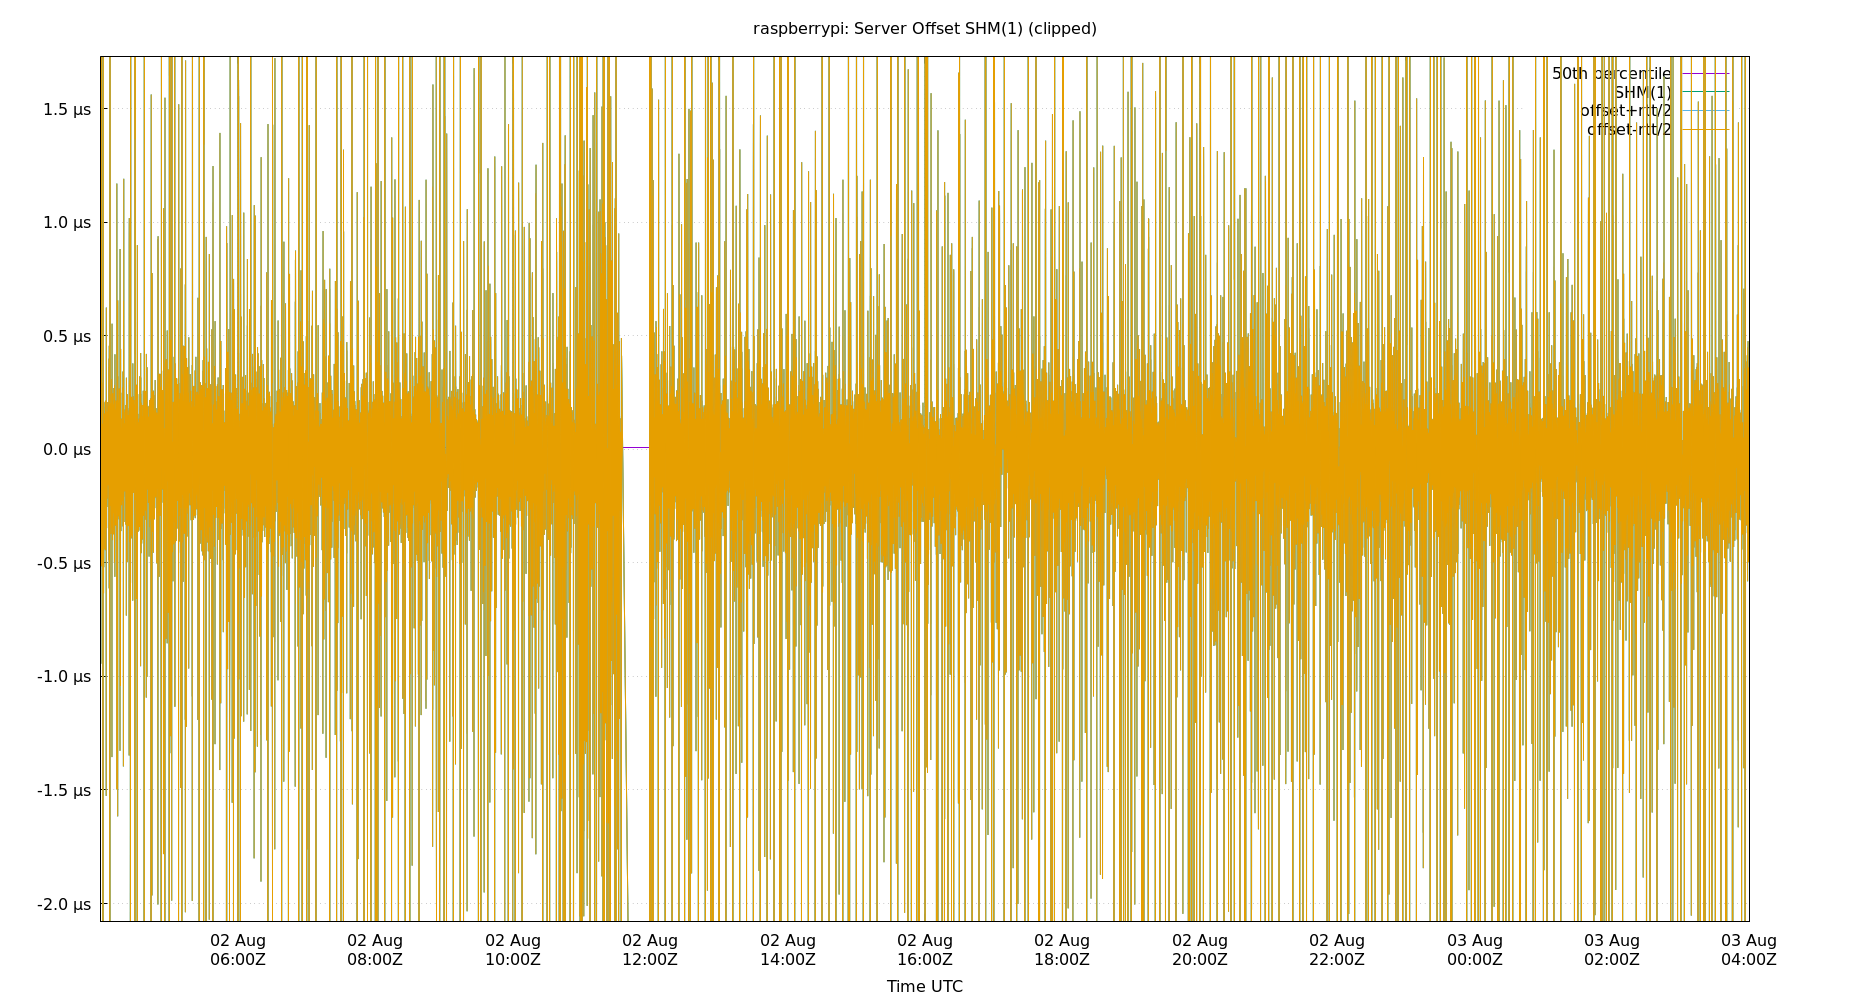 raspberrypi: Server Offset SHM(1) (clipped)
50th percentile
SHM(1)
offset+rtt/2
offset-rtt/2
1.5 µs
1.0 µs
0.5 µs
0.0 µs
-0.5 µs
-1.0 µs
-1.5 µs
-2.0 µs
02 Aug 02 Aug 02 Aug 02 Aug 02 Aug 02 Aug 02 Aug 02 Aug 02 Aug 03 Aug 03 Aug 03 Aug
06:00Z 08:00Z 10:00Z 12:00Z 14:00Z 16:00Z 18:00Z 20:00Z 22:00Z 00:00Z 02:00Z 04:00Z
Time UTC